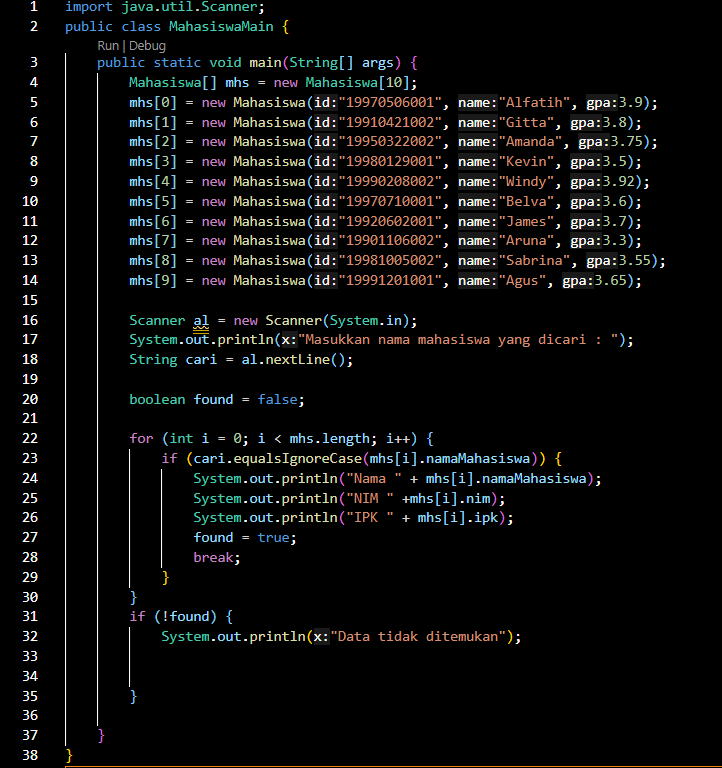 1 import java.util.Scanner;
2 public class MahasiswaMain {
Run | Debug
3 public static void main(String[] args) {
4 Mahasiswa[] mhs = new Mahasiswa[10];
5 mhs[0] = new Mahasiswa(id:"19970506001", name:"Alfatih", gpa:3.9);
6 mhs[1] = new Mahasiswa(id:"19910421002", name:"Gitta", gpa:3.8);
7 mhs[2] = new Mahasiswa(id:"19950322002", name:"Amanda", gpa:3.75);
8 mhs[3] = new Mahasiswa(id:"19980129001", name:"Kevin", gpa:3.5);
9 mhs[4] = new Mahasiswa(id:"19990208002", name:"Windy", gpa:3.92);
10 mhs[5] = new Mahasiswa(id:"19970710001", name:"Belva", gpa:3.6);
11 mhs[6] = new Mahasiswa(id:"19920602001", name:"James", gpa:3.7);
12 mhs[7] = new Mahasiswa(id:"19901106002", name:"Aruna", gpa:3.3);
13 mhs[8] = new Mahasiswa(id:"19981005002", name:"Sabrina", gpa:3.55);
14 mhs[9] = new Mahasiswa(id:"19991201001", name:"Agus", gpa:3.65);
15
16 Scanner al = new Scanner(System.in);
17 System.out.println(x:"Masukkan nama mahasiswa yang dicari : ");
18 String cari = al.nextLine();
19
20 boolean found = false;
21
22 for (int i = 0; i < mhs.length; i++) {
23 if (cari.equalsIgnoreCase(mhs[i].namaMahasiswa)) {
24 System.out.println("Nama " + mhs[i].namaMahasiswa);
25 System.out.println("NIM " +mhs[i].nim);
26 System.out.println("IPK " + mhs[i].ipk);
27 found = true;
28 break;
29 }
30 }
31 if (!found) {
32 System.out.println(x:"Data tidak ditemukan");
33
34
35 }
36
37 }
38 }